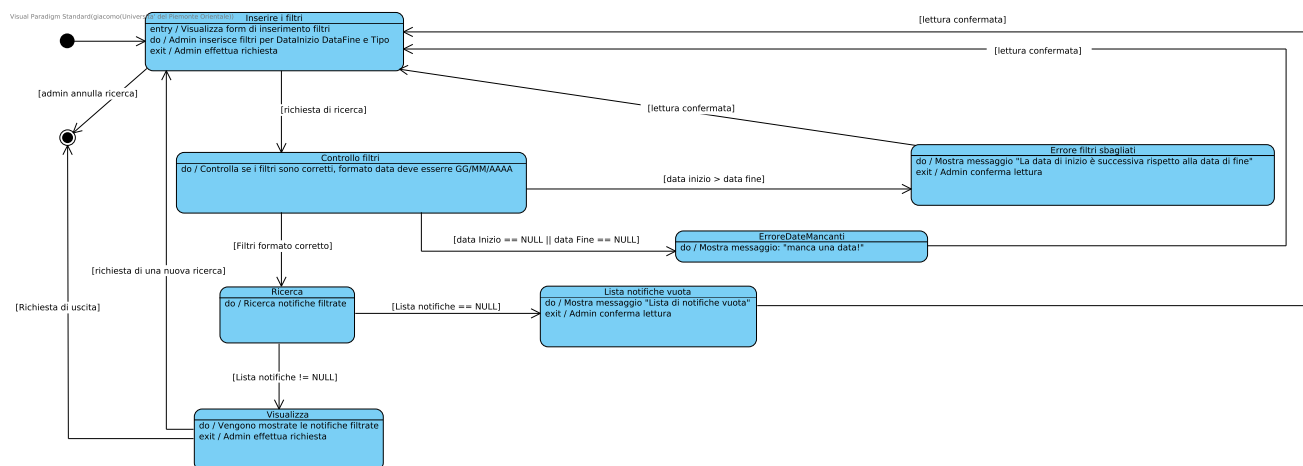 Visual Paradigm Standard(giacomo(Universita' del Piemonte Orientale))
Inserire i filtri
entry / Visualizza form di inserimento filtri
do / Admin inserisce filtri per DataInizio DataFine e Tipo
exit / Admin effettua richiesta
[lettura confermata]
[lettura confermata]
[admin annulla ricerca]
[richiesta di ricerca]
[lettura confermata]
Controllo filtri
do / Controlla se i filtri sono corretti, formato data deve esserre GG/MM/AAAA
Errore filtri sbagliati
do / Mostra messaggio "La data di inizio è successiva rispetto alla data di fine"
exit / Admin conferma lettura
[data inizio > data fine]
[Filtri formato corretto]
[data Inizio == NULL || data Fine == NULL]
ErroreDateMancanti
do / Mostra messaggio: "manca una data!"
[richiesta di una nuova ricerca]
[Richiesta di uscita]
Ricerca
do / Ricerca notifiche filtrate
[Lista notifiche == NULL]
Lista notifiche vuota
do / Mostra messaggio "Lista di notifiche vuota"
exit / Admin conferma lettura
[Lista notifiche != NULL]
Visualizza
do / Vengono mostrate le notifiche filtrate
exit / Admin effettua richiesta